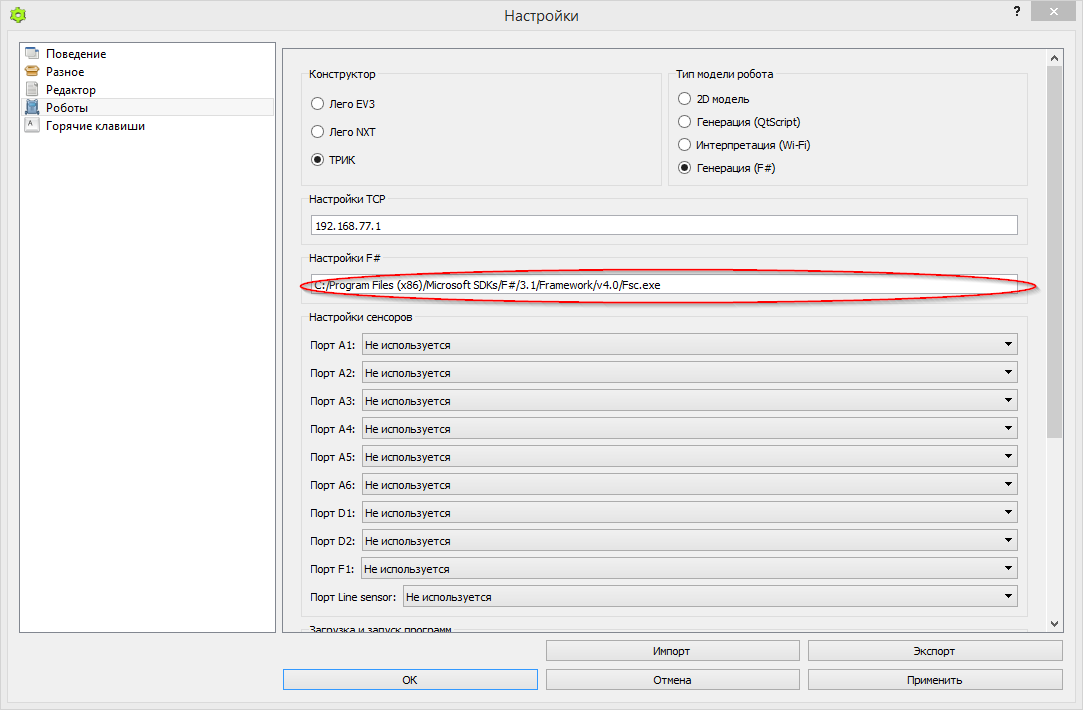 Настройки
?
Поведение
Разное
Редактор
Роботы
A
Горячие клавиши
Конструктор
Лего EV3
Лего NXT
ТРИК
Тип модели робота
2D модель
Генерация (QtScript)
Интерпретация (Wi-Fi)
Генерация (F#)
Настройки TCP
192.168.77.1
Настройки F#
C:/Program Files (x86)/Microsoft SDKs/F#/3.1/Framework/v4.0/Fsc.exe
Настройки сенсоров
Порт A1: Не используется
Порт A2: Не используется
Порт A3: Не используется
Порт A4: Не используется
Порт A5: Не используется
Порт A6: Не используется
Порт D1: Не используется
Порт D2: Не используется
Порт F1: Не используется
Порт Line sensor: Не используется
Загрузка и запуск программ
Импорт
Экспорт
OK
Отмена
Применить